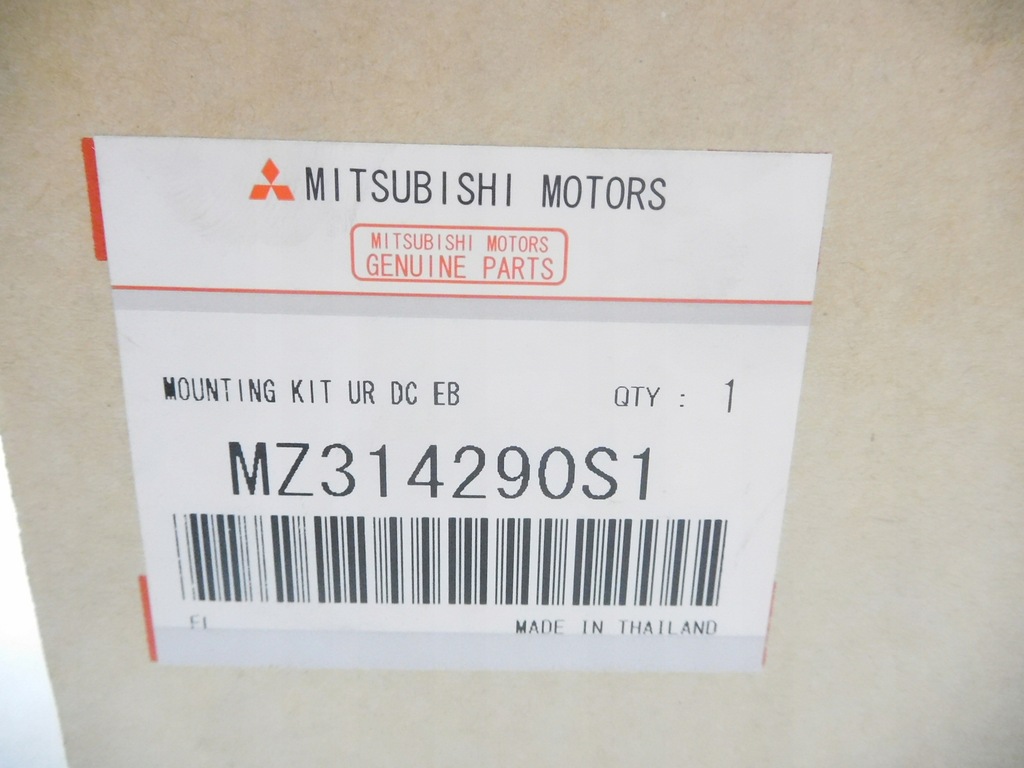 MITSUBISHI MOTORS
MITSUBISHI MOTORS
GENUINE PARTS
MOUNTING KIT UR DC EB QTY : 1
MZ314290S1
MADE IN THAILAND